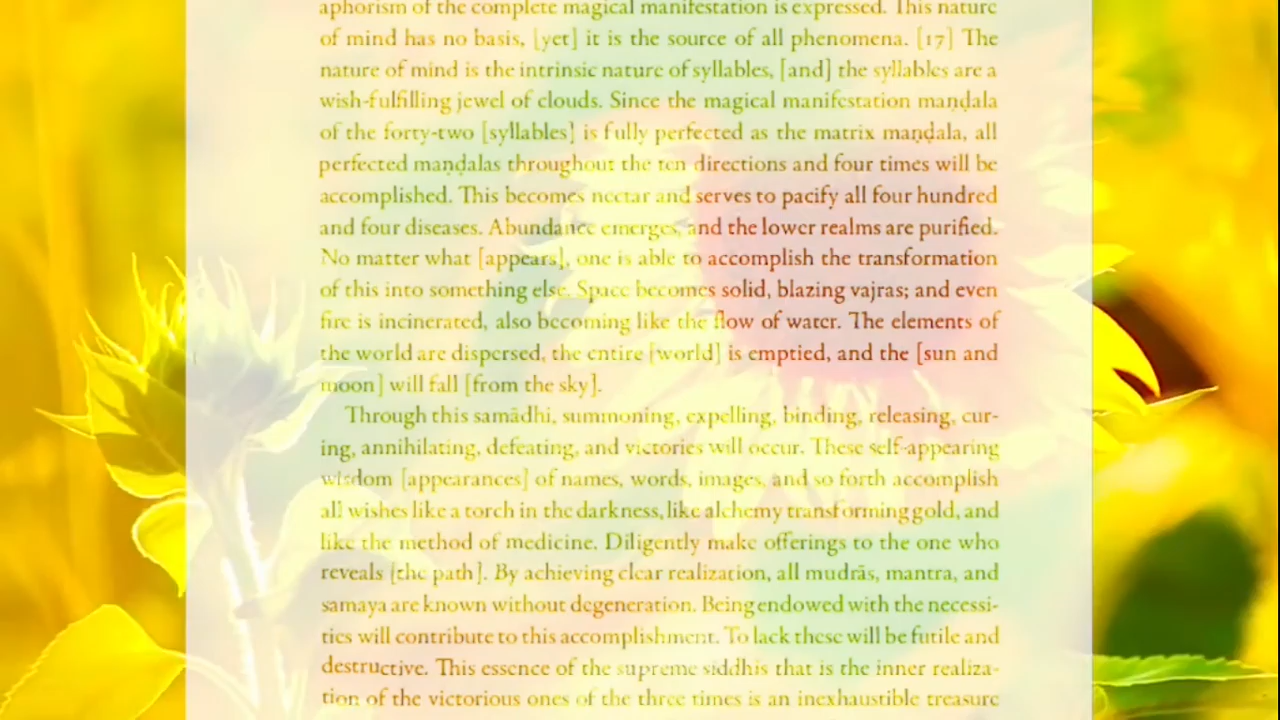 aphorism of the complete magical manifestation is expressed. This nature
of mind has no basis, [yet] it is the source of all phenomena. [17] The
nature of mind is the intrinsic nature of syllables, [and] the syllables are a
wish-fulfilling jewel of clouds. Since the magical manifestation maṇḍala
of the forty-two [syllables] is fully perfected as the matrix maṇḍala, all
perfected maṇḍalas throughout the ten directions and four times will be
accomplished. This becomes nectar and serves to pacify all four hundred
and four diseases. Abundance emerges, and the lower realms are purified.
No matter what [appears], one is able to accomplish the transformation
of this into something else. Space becomes solid, blazing vajras; and even
fire is incinerated, also becoming like the flow of water. The elements of
the world are dispersed, the entire [world] is emptied, and the [sun and
moon] will fall [from the sky].
Through this samādhi, summoning, expelling, binding, releasing, cur-
ing, annihilating, defeating, and victories will occur. These self-appearing
wisdom [appearances] of names, words, images, and so forth accomplish
all wishes like a torch in the darkness, like alchemy transforming gold, and
like the method of medicine. Diligently make offerings to the one who
reveals [the path]. By achieving clear realization, all mudrās, mantra, and
samaya are known without degeneration. Being endowed with the necessi-
ties will contribute to this accomplishment. To lack these will be futile and
destructive. This essence of the supreme siddhis that is the inner realiza-
tion of the victorious ones of the three times is an inexhaustible treasure